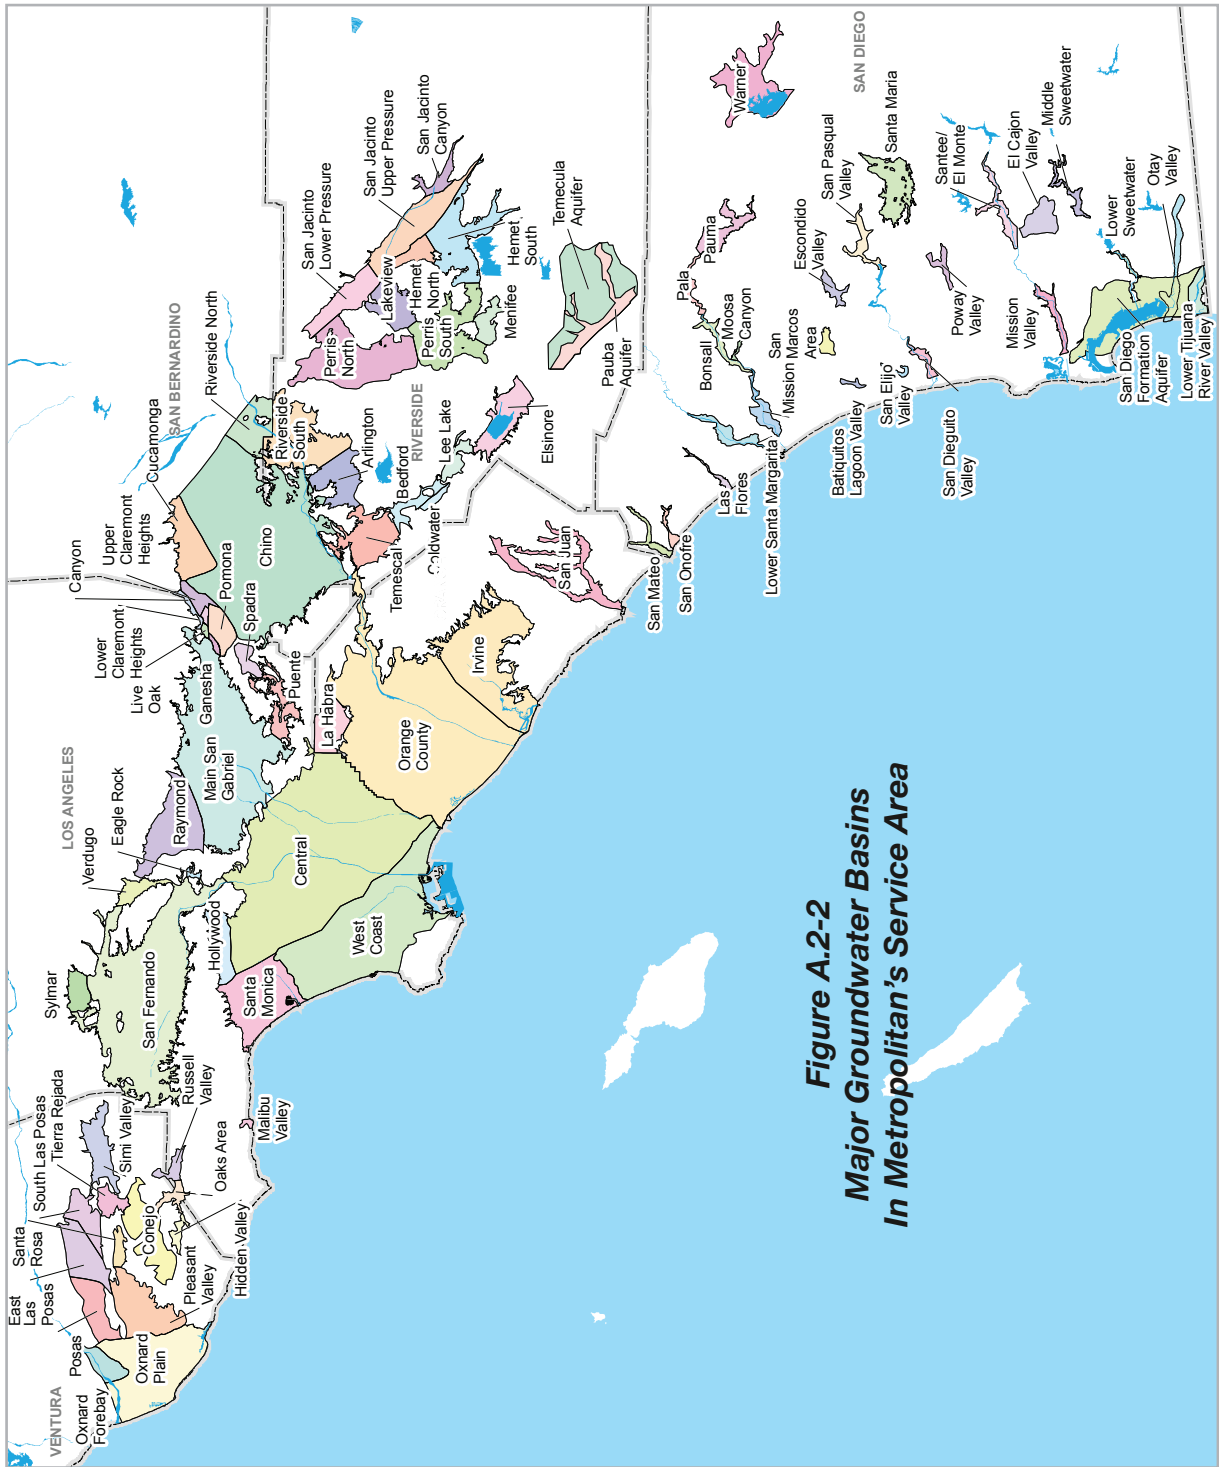 VENTURA
Oxnard
Forebay
Posas
Oxnard
Plain
East
Las
Posas
Santa
Rosa
South Las Posas
Tierra Rejada
Simi Valley
Conejo
Pleasant
Valley
Hidden Valley
Oaks Area
Russell
Valley
Malibu
Valley
Sylmar
San Fernando
LOS ANGELES
Verdugo
Eagle Rock
Raymond
Hollywood
Santa
Monica
West
Coast
Central
Main San
Gabriel
Ganesha
Live
Oak
Lower
Claremont
Heights
Canyon
Upper
Claremont
Heights
Pomona
Spadra
Puente
La Habra
Orange
County
Irvine
Cucamonga
SAN BERNARDINO
Chino
Riverside North
Riverside
South
Arlington
RIVERSIDE
Temescal
Coldwater
Bedford
Lee Lake
Elsinore
San Juan
San Mateo
San Onofre
San Jacinto
Lower Pressure
San Jacinto
Upper Pressure
San Jacinto
Canyon
Perris
North
Lakeview
Hemet
North
Perris
South
Hemet
South
Menifee
Temecula
Aquifer
Pauba
Aquifer
Las
Flores
Lower Santa Margarita
Bonsall
Pala
Pauma
Moosa
Canyon
Mission
San
Marcos
Area
Warner
SAN DIEGO
Escondido
Valley
San Pasqual
Valley
Santa Maria
Batiquitos
Lagoon Valley
San Elijo
Valley
San Dieguito
Valley
Poway
Valley
Santee/
El Monte
El Cajon
Valley
Middle
Sweetwater
Mission
Valley
Lower
Sweetwater
Otay
Valley
San Diego
Formation
Aquifer
Lower Tijuana
River Valley
Figure A.2-2
Major Groundwater Basins
In Metropolitan's Service Area